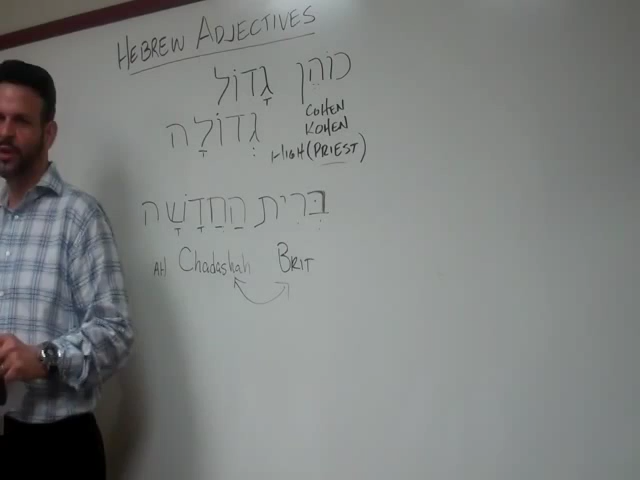 HEBREW ADJECTIVES
כּוֹהֵן גָּדוֹל
COHEN
גְּדוֹלָה
KOHEN
HIGH (PRIEST)
בְּרִית הַחֲדָשָׁה
AH Chadashah BRIT